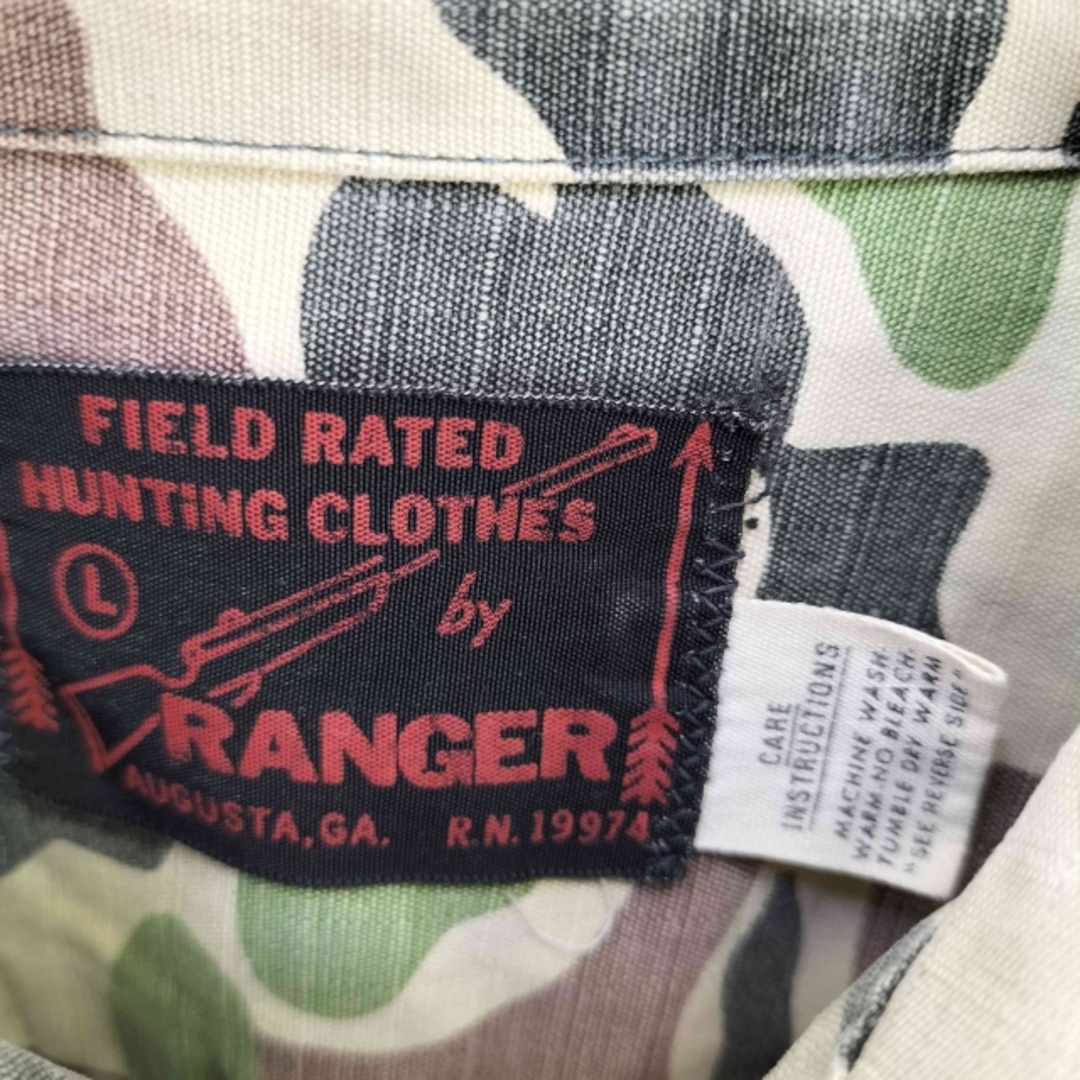 FIELD RATED
HUNTiNG CLOTHES
L
by
RANGER
AUGUSTA, GA. R.N. 19974
CARE
INSTRUCTIONS
MACHINE WASH-
WARM. NO BLEACH-
TUMBLE DRY WARM
"SEE REVERSE SIDE"